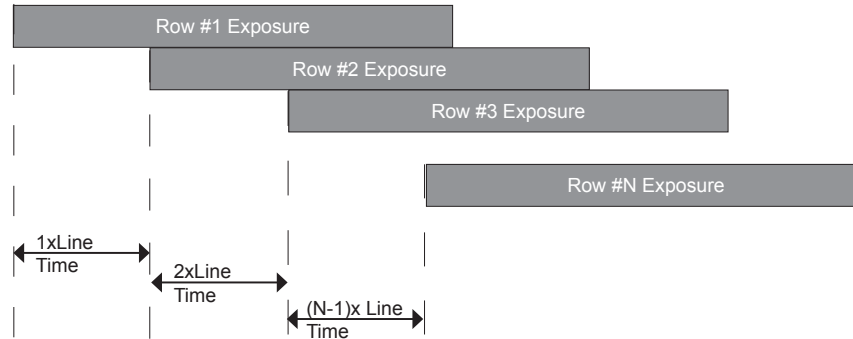 Row #1 Exposure
Row #2 Exposure
Row #3 Exposure
Row #N Exposure
1xLine
Time
2xLine
Time
(N-1)x Line
Time